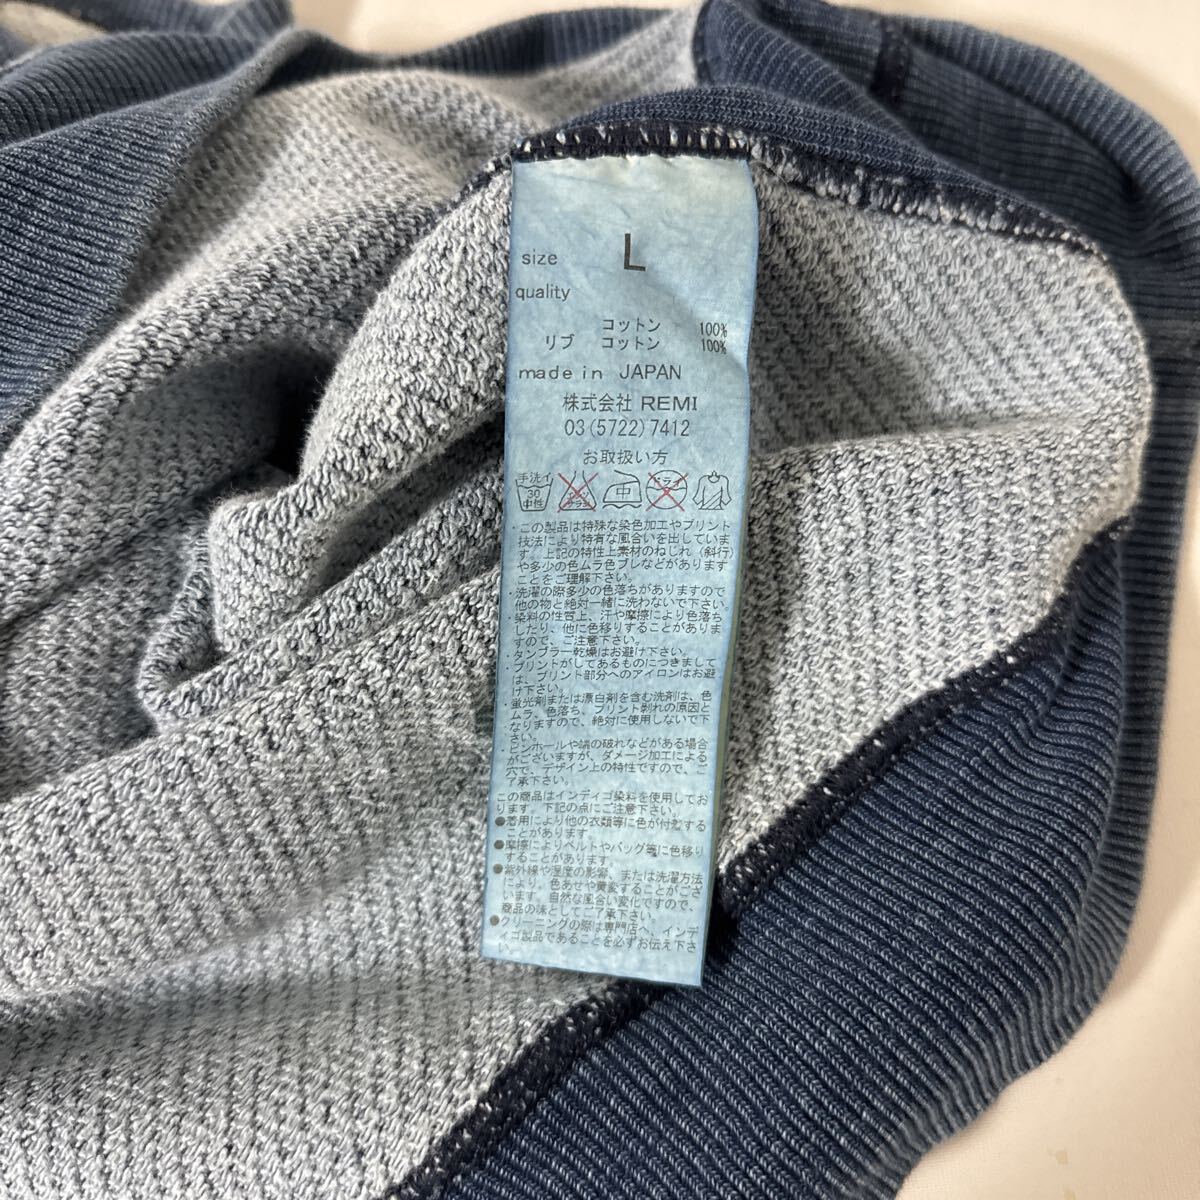 size L
quality
コットン 100%
リブ コットン 100%
made in JAPAN
株式会社 REMI
03(5722)7412
お取扱い方
手洗イ
30
中性
エンソ
サラシ
中
ドライ
・この製品は特殊な染色加工やプリント
技法により特有な風合いを出していま
す。上記の特性上素材のねじれ（斜行）
や多少の色ムラ色ブレなどがあります
ことをご理解下さい。
・洗濯の際多少の色落ちがありますので
他の物と絶対一緒に洗わないで下さい。
・染料の性質上、汗や摩擦により色落ち
したり、他に色移りすることがありま
すので、ご注意下さい。
・タンブラー乾燥はお避け下さい。
・プリントがしてあるものにつきまして
は、プリント部分へのアイロンはお避
け下さい。
・蛍光剤または漂白剤を含む洗剤は、色
ムラ、色落ち、プリント剥れの原因と
なりますので、絶対に使用しないで下
さい。
・ピンホールや端の破れなどがある場合
がございますが、ダメージ加工による
穴で、デザイン上の特性ですので、ご
了承下さい。
この商品はインディゴ染料を使用してお
ります。下記の点にご注意下さい。
●着用により他の衣類等に色が付着する
ことがあります。
●摩擦によりベルトやバッグ等に色移り
することがあります。
●紫外線や湿度の影響、または洗濯方法
により、色あせや黄変することがござ
います。自然な風合い変化ですので、
商品の味としてご了承下さい。
●クリーニングの際は専門店へ、インデ
ィゴ製品であることを必ずお伝え下さ
い。